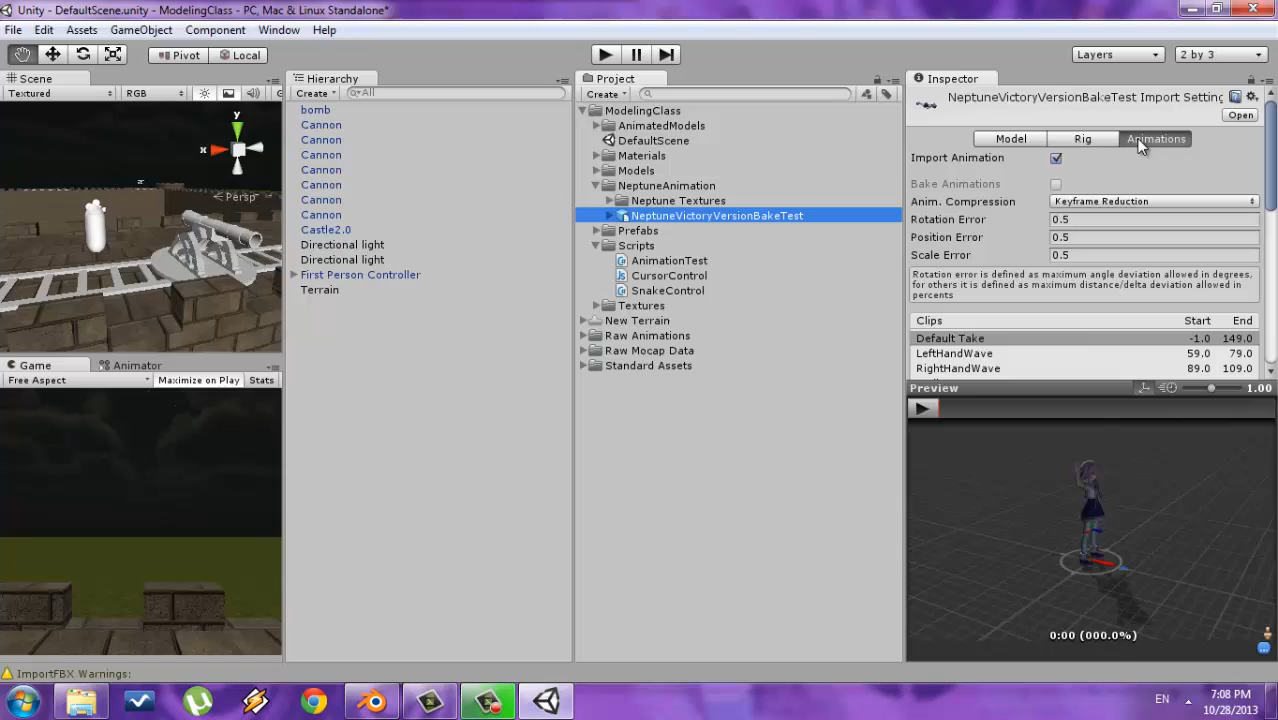 Unity - DefaultScene.unity - ModelingClass - PC, Mac & Linux Standalone*
File Edit Assets GameObject Component Window Help
Pivot Local Layers 2 by 3
Scene
Textured RGB
y
x
Persp
Game Animator
Free Aspect Maximize on Play Stats
Hierarchy
Create All
bomb
Cannon
Cannon
Cannon
Cannon
Cannon
Cannon
Cannon
Castle2.0
Directional light
Directional light
First Person Controller
Terrain
Project
Create
ModelingClass
AnimatedModels
DefaultScene
Materials
Models
NeptuneAnimation
Neptune Textures
NeptuneVictoryVersionBakeTest
Prefabs
Scripts
AnimationTest
CursorControl
SnakeControl
Textures
New Terrain
Raw Animations
Raw Mocap Data
Standard Assets
Inspector
NeptuneVictoryVersionBakeTest Import Setting
Open
Model Rig Animations
Import Animation
Bake Animations
Anim. Compression Keyframe Reduction
Rotation Error 0.5
Position Error 0.5
Scale Error 0.5
Rotation error is defined as maximum angle deviation allowed in degrees,
for others it is defined as maximum distance/delta deviation allowed in
percents
Clips Start End
Default Take -1.0 149.0
LeftHandWave 59.0 79.0
RightHandWave 89.0 109.0
Preview 1.00
0:00 (000.0%)
ImportFBX Warnings:
EN
7:08 PM
10/28/2013